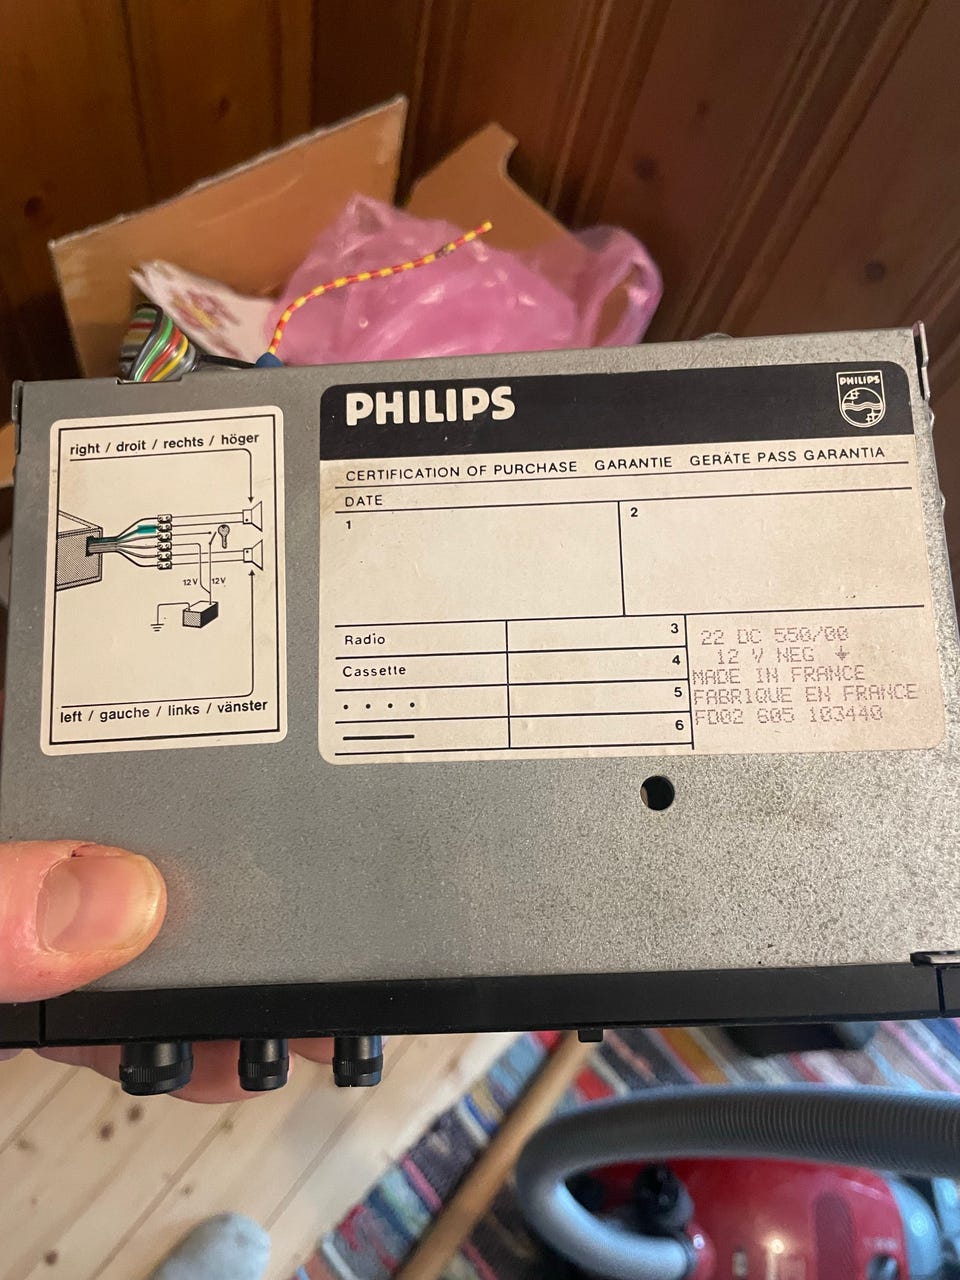 PHILIPS
PHILIPS
right / droit / rechts / höger
12V 12V
left / gauche / links / vänster
CERTIFICATION OF PURCHASE GARANTIE GERÄTE PASS GARANTIA
DATE
1
2
Radio
3
Cassette
4
. . . .
5
6
22 DC 550/00
12 V NEG ⏚
MADE IN FRANCE
FABRIQUE EN FRANCE
FD02 605 103440